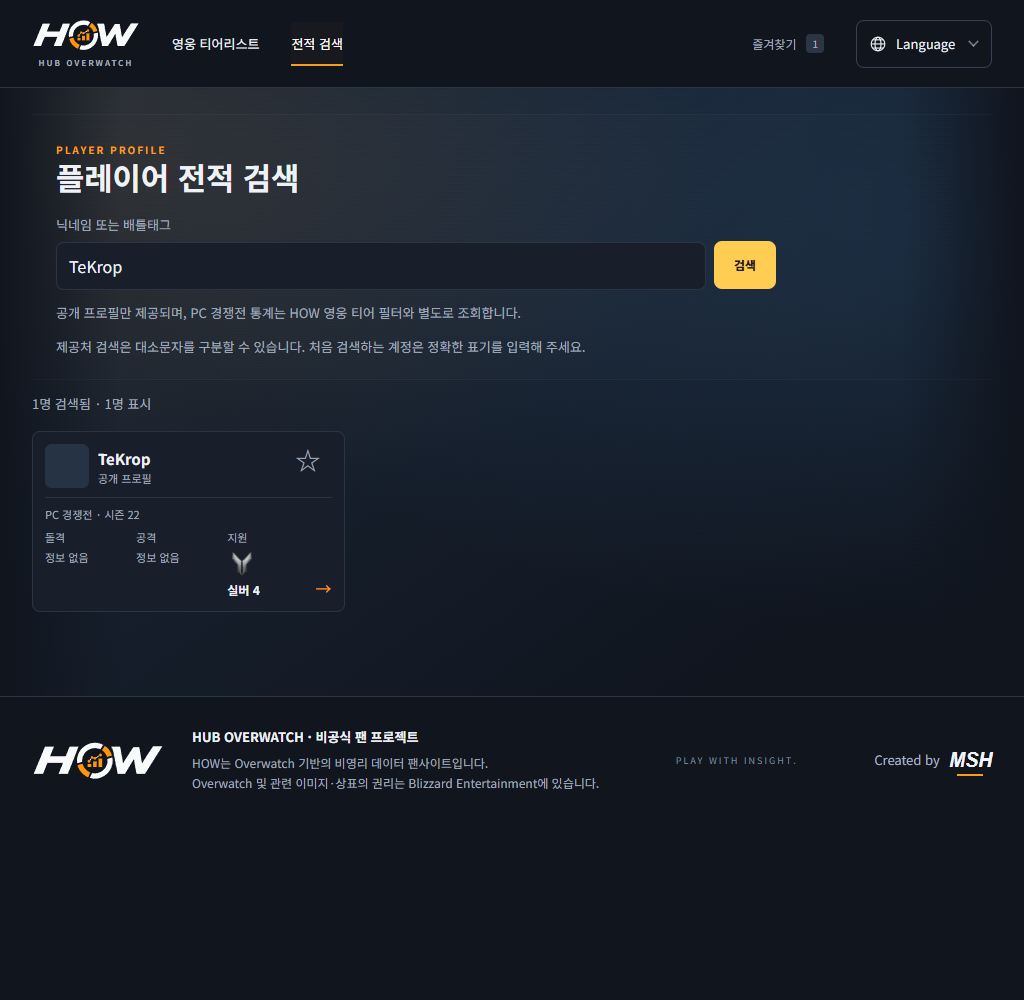 HOW
HUB OVERWATCH
영웅 티어리스트
전적 검색
즐겨찾기 1
Language
PLAYER PROFILE
플레이어 전적 검색
닉네임 또는 배틀태그
TeKrop
검색
공개 프로필만 제공되며, PC 경쟁전 통계는 HOW 영웅 티어 필터와 별도로 조회합니다.
제공처 검색은 대소문자를 구분할 수 있습니다. 처음 검색하는 계정은 정확한 표기를 입력해 주세요.
1명 검색됨 · 1명 표시
TeKrop
공개 프로필
PC 경쟁전 · 시즌 22
돌격 공격 지원
정보 없음 정보 없음
실버 4 →
HOW
HUB OVERWATCH · 비공식 팬 프로젝트
HOW는 Overwatch 기반의 비영리 데이터 팬사이트입니다.
Overwatch 및 관련 이미지·상표의 권리는 Blizzard Entertainment에 있습니다.
PLAY WITH INSIGHT.
Created by MSH